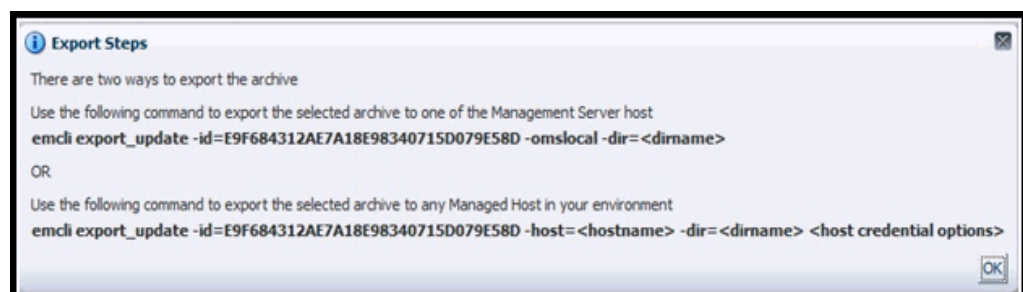 Export Steps
There are two ways to export the archive
Use the following command to export the selected archive to one of the Management Server host
emcli export_update -id=E9F684312AE7A18E98340715D079E58D -omslocal -dir=<dirname>
OR
Use the following command to export the selected archive to any Managed Host in your environment
emcli export_update -id=E9F684312AE7A18E98340715D079E58D -host=<hostname> -dir=<dirname> <host credential options>
OK